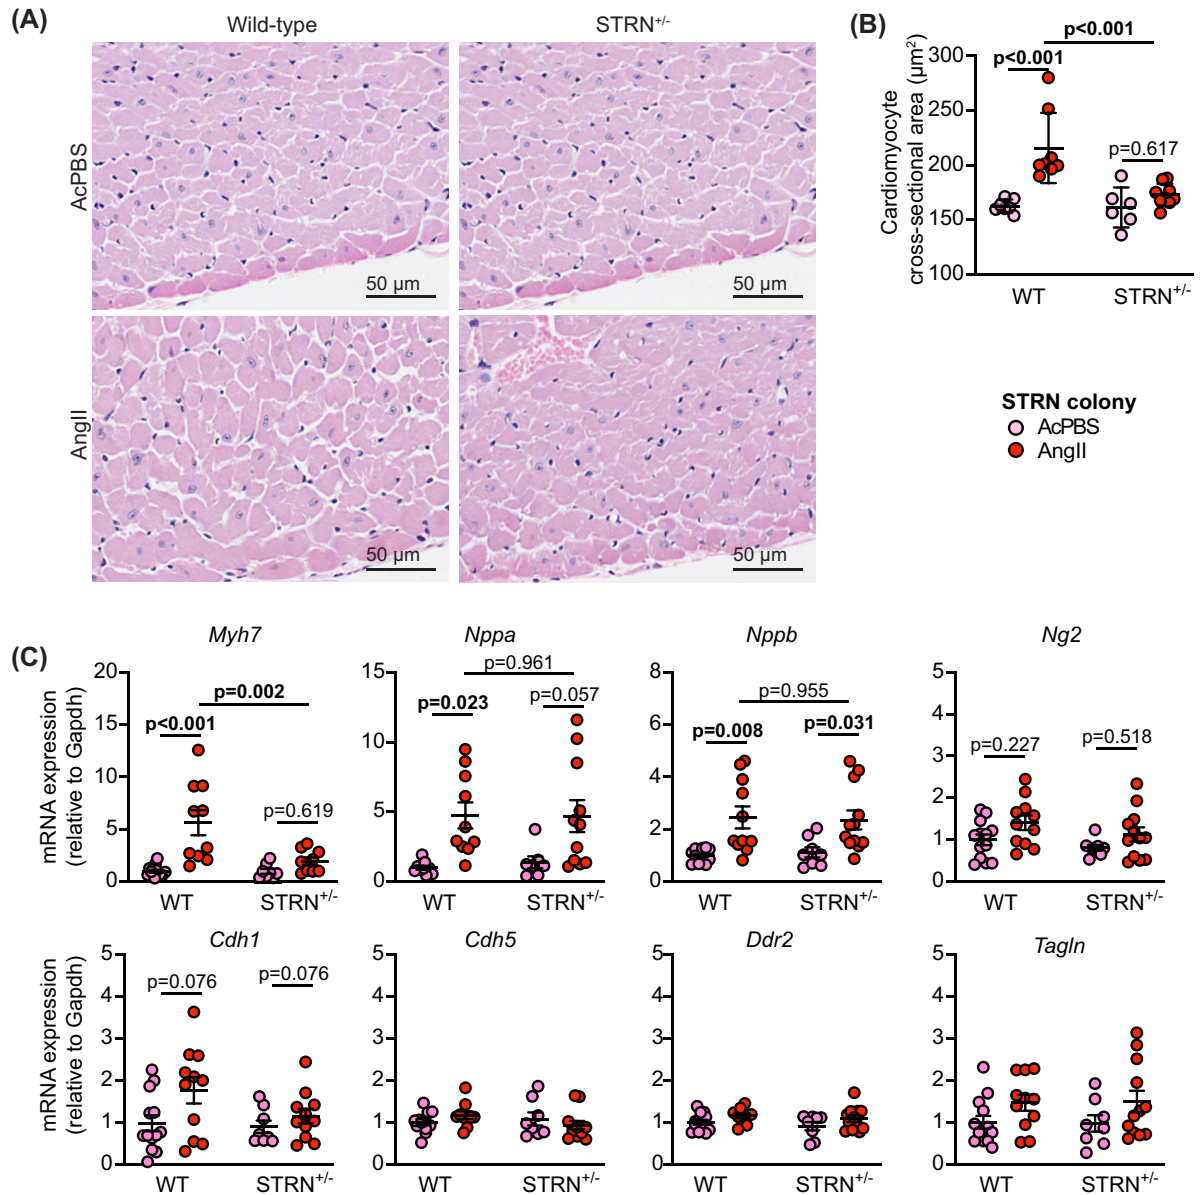 (A)
Wild-type
STRN+/-
AcPBS
50 µm
50 µm
AngII
50 µm
50 µm
(B)
Cardiomyocyte
cross-sectional area (µm²)
300
250
200
150
100
p<0.001
p<0.001
p=0.617
WT
STRN+/-
STRN colony
AcPBS
AngII
(C)
mRNA expression
(relative to Gapdh)
Myh7
20
15
10
5
0
p<0.001
p=0.002
p=0.619
WT
STRN+/-
Nppa
15
10
5
0
p=0.961
p=0.023
p=0.057
WT
STRN+/-
Nppb
8
6
4
2
0
p=0.955
p=0.008
p=0.031
WT
STRN+/-
Ng2
5
4
3
2
1
0
p=0.227
p=0.518
WT
STRN+/-
mRNA expression
(relative to Gapdh)
Cdh1
5
4
3
2
1
0
p=0.076
p=0.076
WT
STRN+/-
Cdh5
5
4
3
2
1
0
WT
STRN+/-
Ddr2
5
4
3
2
1
0
WT
STRN+/-
Tagln
5
4
3
2
1
0
WT
STRN+/-